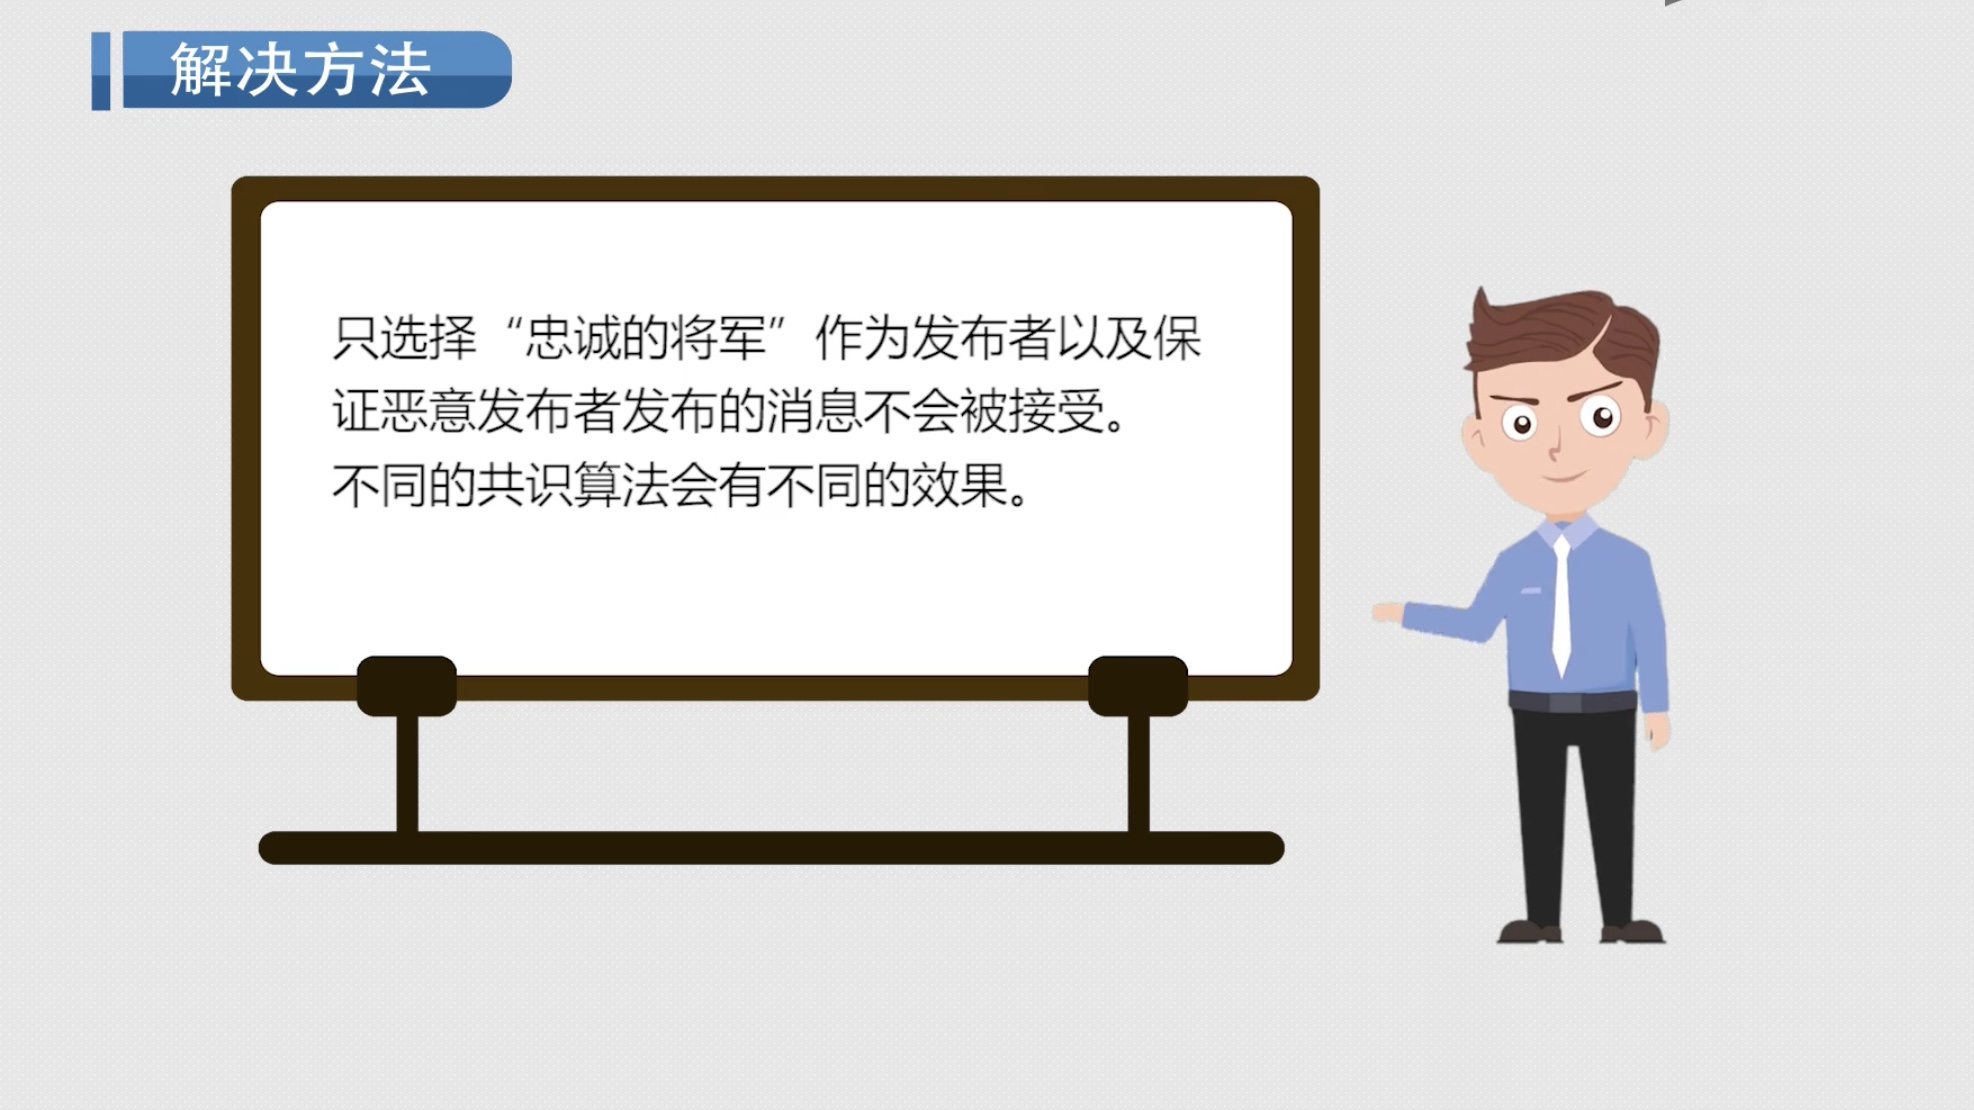 解决方法
只选择“忠诚的将军”作为发布者以及保
证恶意发布者发布的消息不会被接受。
不同的共识算法会有不同的效果。